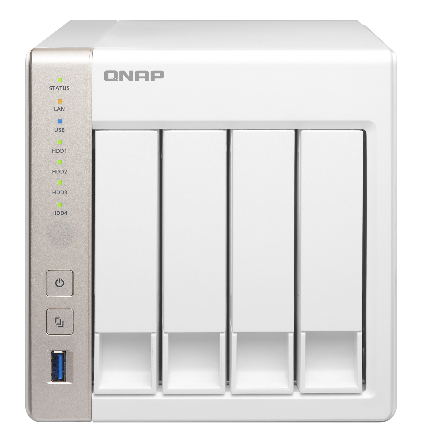 QNAP
STATUS
LAN
USB
HDD1
HDD2
HDD3
HDD4